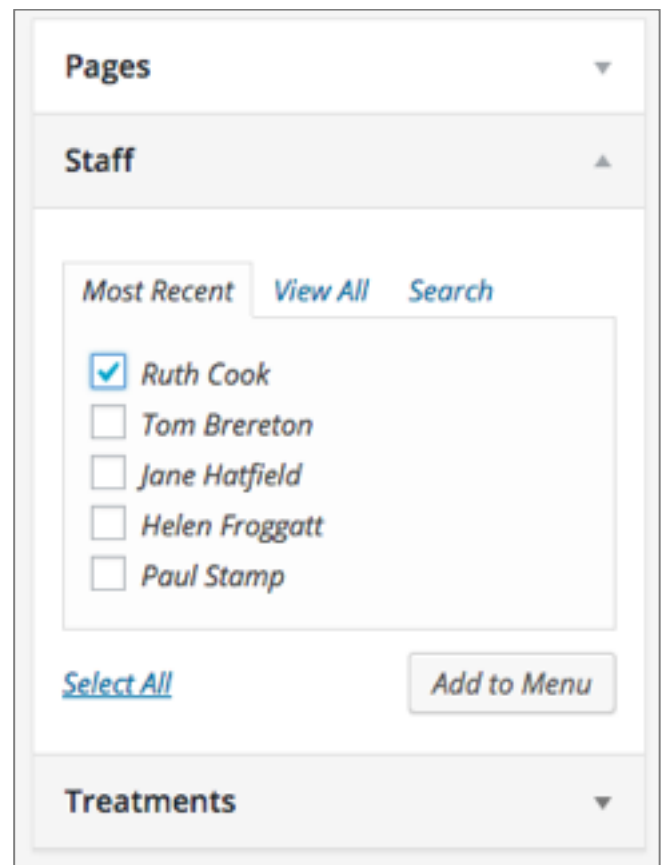 Pages
Staff
Most Recent View All Search
Ruth Cook
Tom Brereton
Jane Hatfield
Helen Froggatt
Paul Stamp
Select All Add to Menu
Treatments